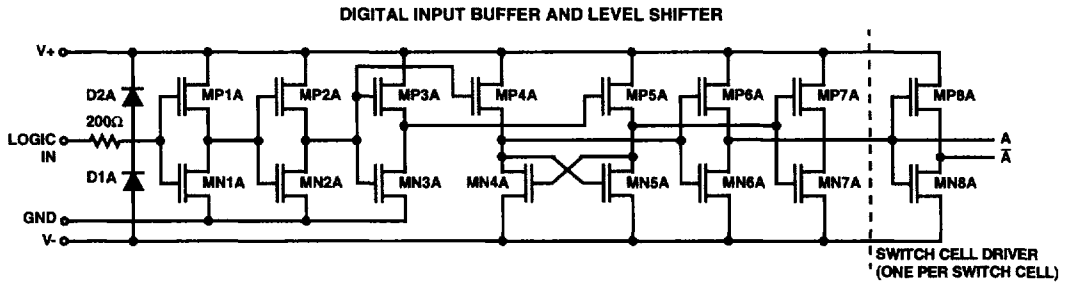 DIGITAL INPUT BUFFER AND LEVEL SHIFTER
V+
D2A
MP1A
MP2A
MP3A
MP4A
MP5A
MP6A
MP7A
MP8A
200Ω
LOGIC
IN
A
A̅
D1A
MN1A
MN2A
MN3A
MN4A
MN5A
MN6A
MN7A
MN8A
GND
V-
SWITCH CELL DRIVER
(ONE PER SWITCH CELL)